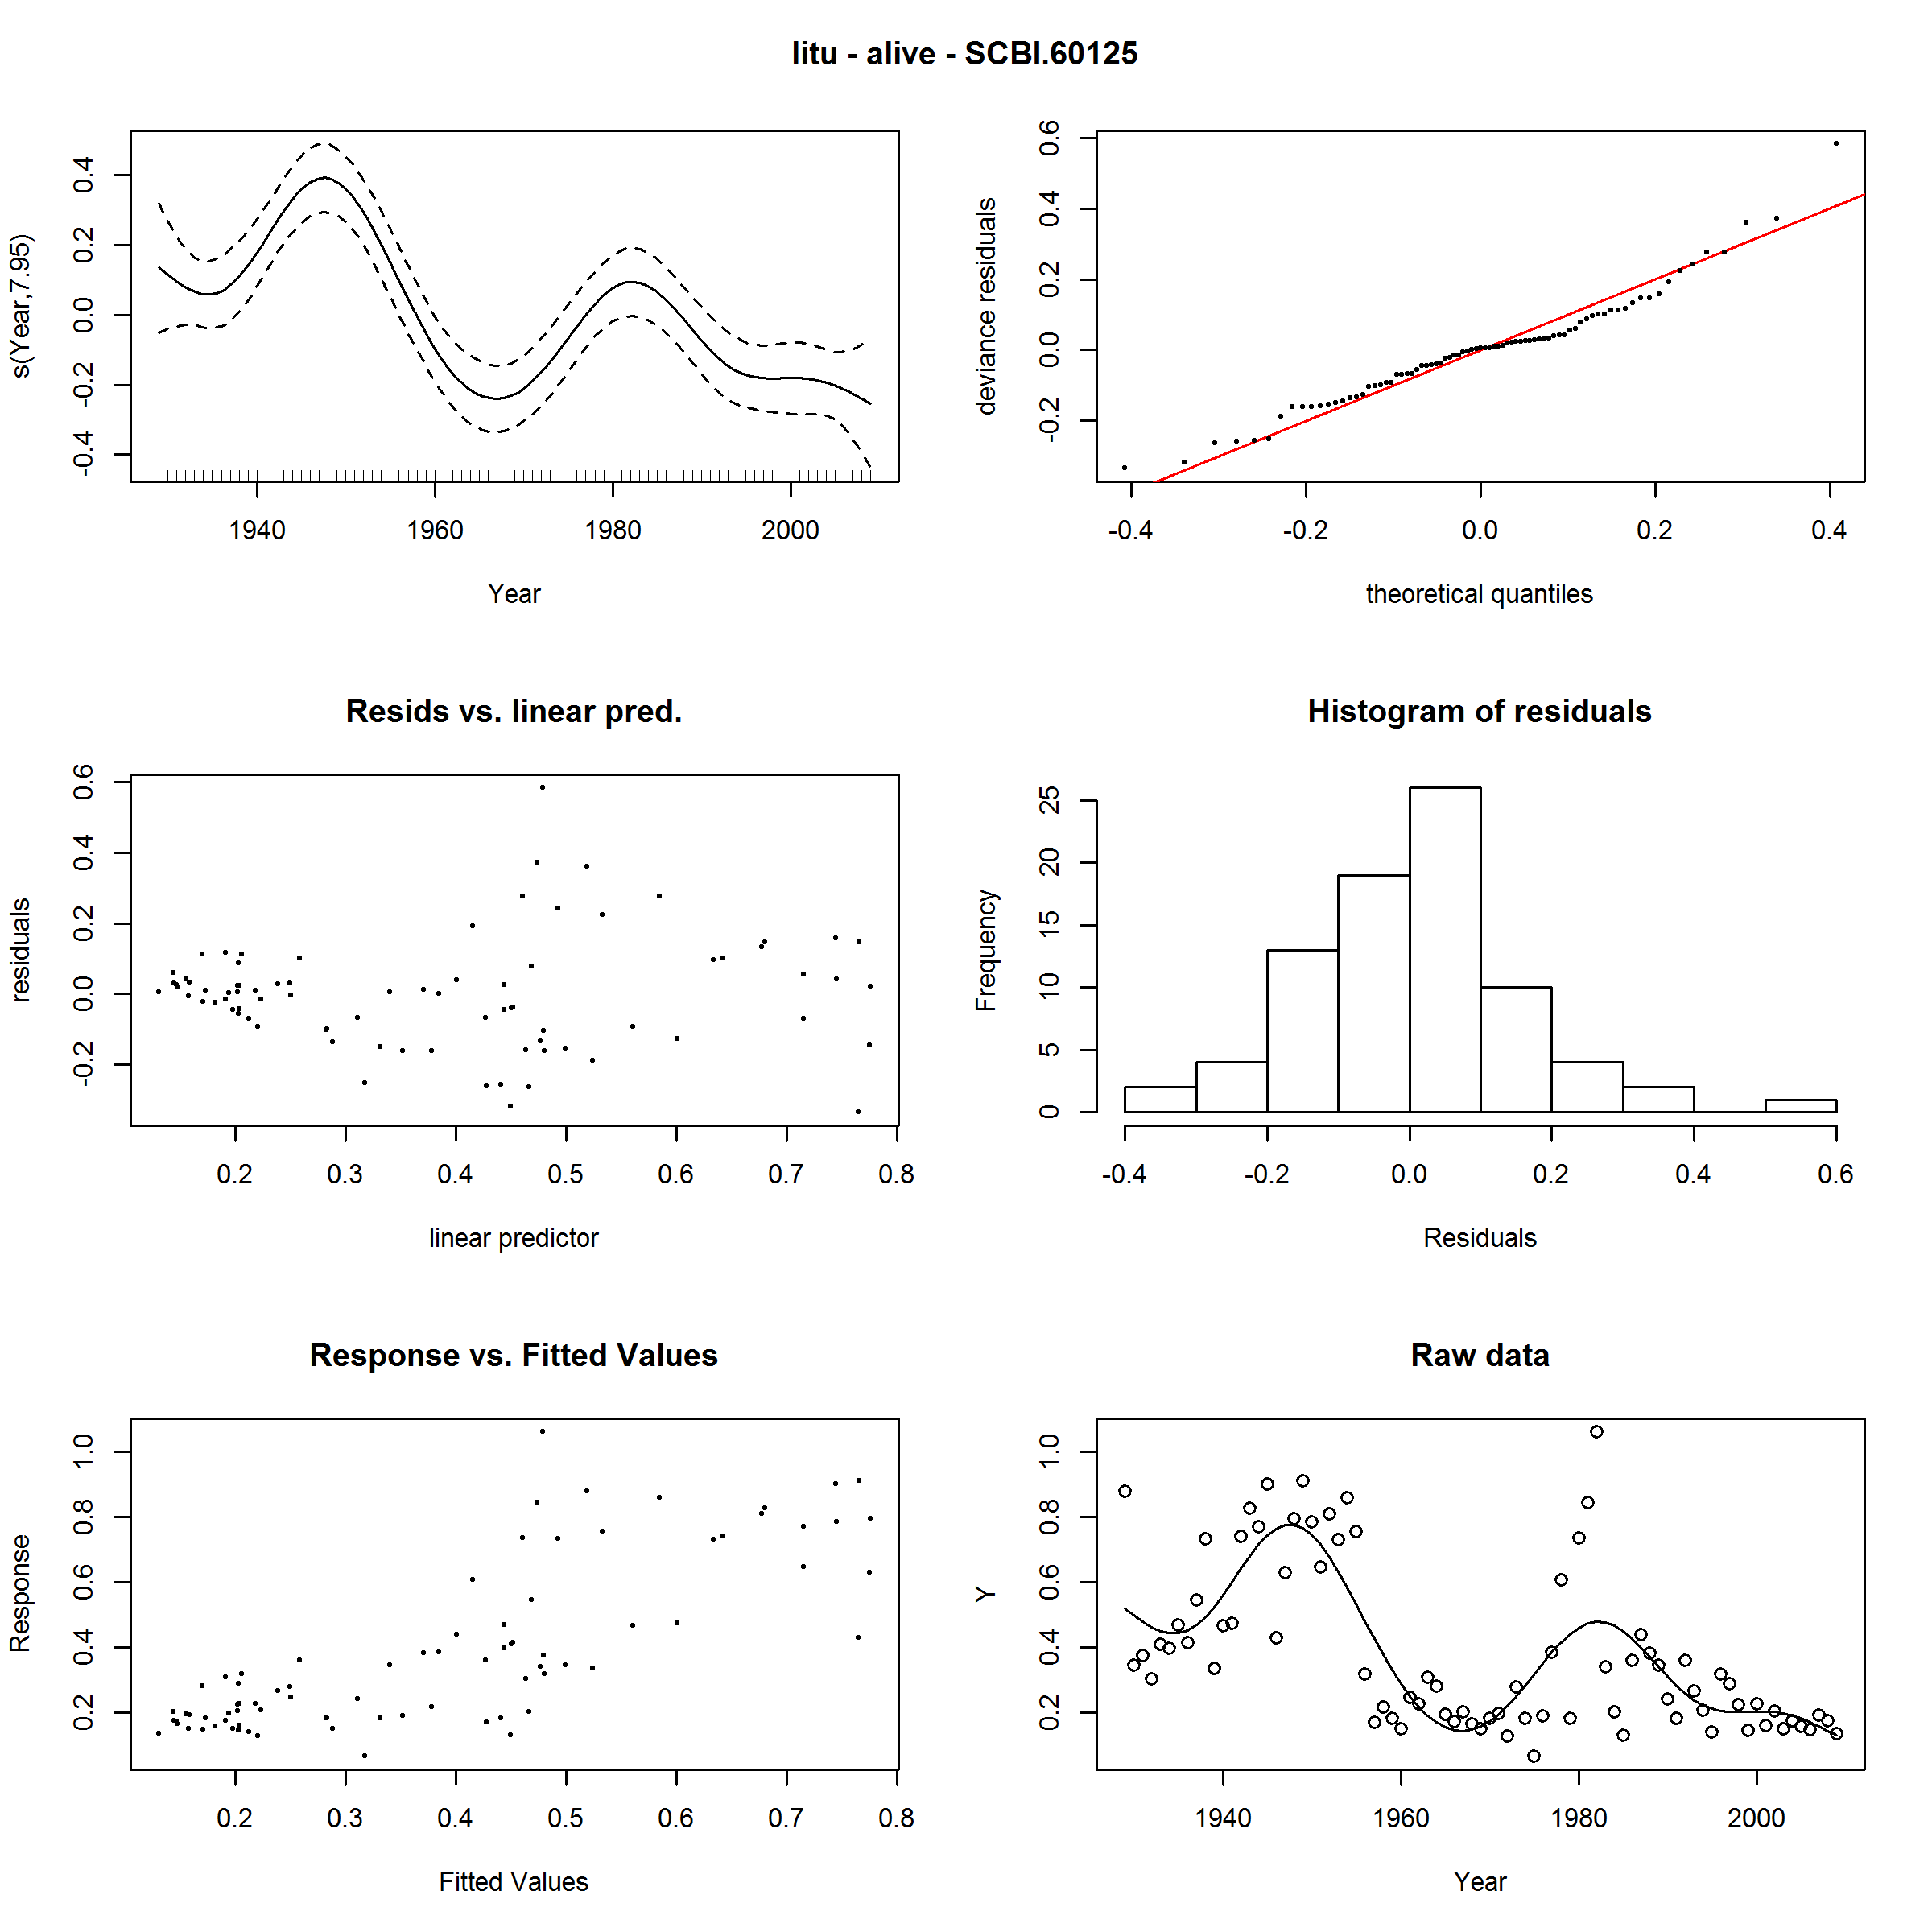 litu - alive - SCBI.60125
s(Year,7.95)
-0.4 -0.2 0.0 0.2 0.4
1940 1960 1980 2000
Year
deviance residuals
-0.2 0.0 0.2 0.4 0.6
-0.4 -0.2 0.0 0.2 0.4
theoretical quantiles
Resids vs. linear pred.
residuals
-0.2 0.0 0.2 0.4 0.6
0.2 0.3 0.4 0.5 0.6 0.7 0.8
linear predictor
Histogram of residuals
Frequency
0 5 10 15 20 25
-0.4 -0.2 0.0 0.2 0.4 0.6
Residuals
Response vs. Fitted Values
Response
0.2 0.4 0.6 0.8 1.0
0.2 0.3 0.4 0.5 0.6 0.7 0.8
Fitted Values
Raw data
Y
0.2 0.4 0.6 0.8 1.0
1940 1960 1980 2000
Year